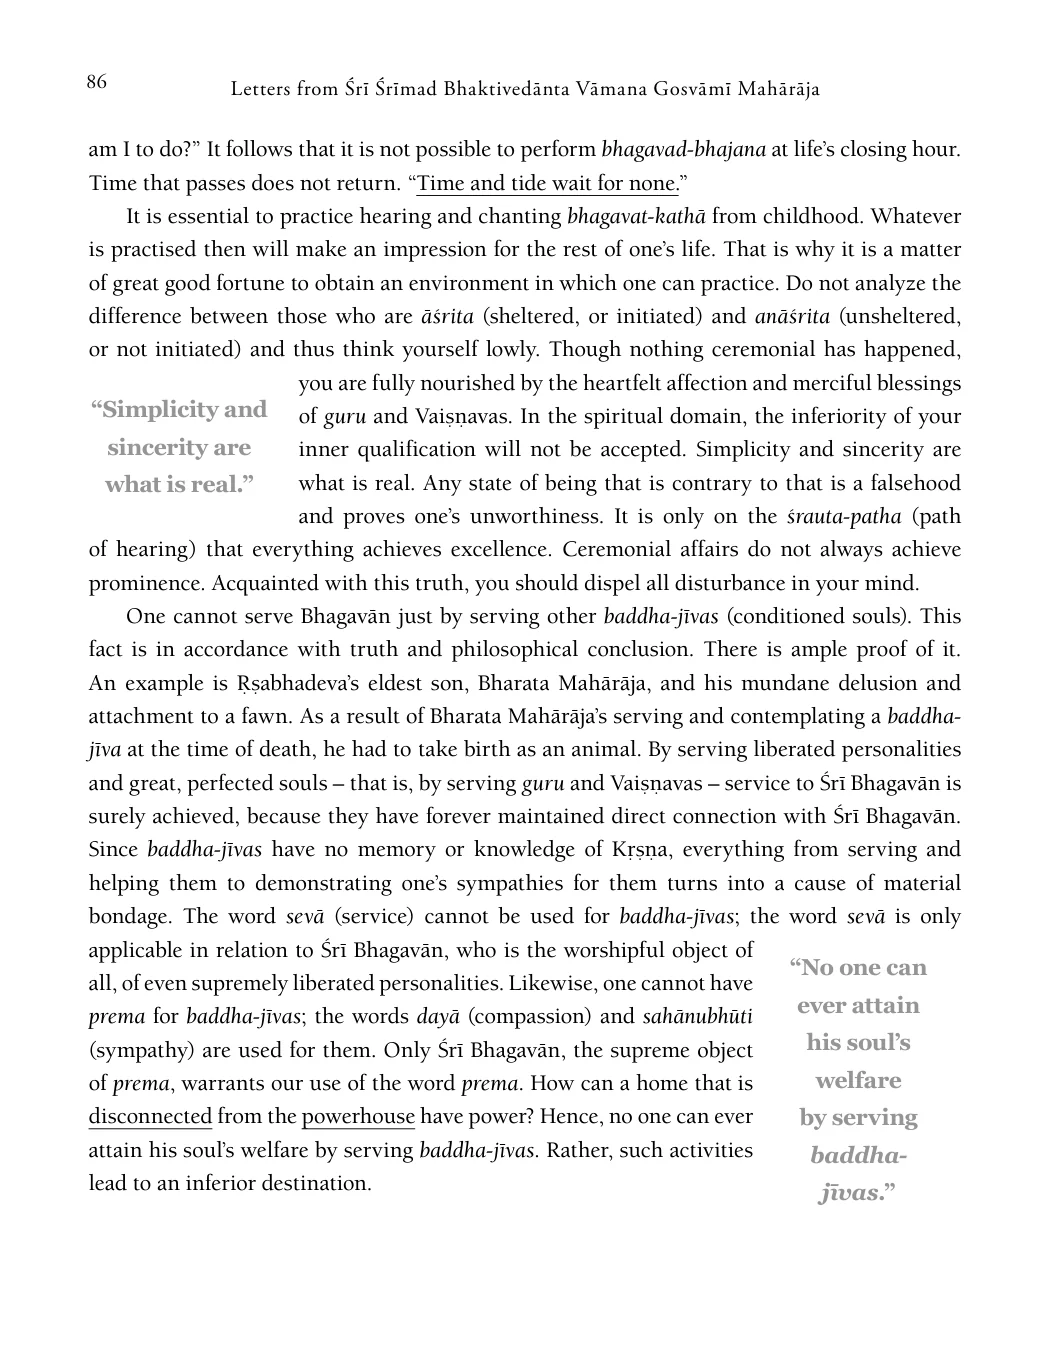 86
Letters from Śrī Śrīmad Bhaktivedānta Vāmana Gosvāmī Mahārāja
am I to do?” It follows that it is not possible to perform bhagavad-bhajana at life’s closing hour.
Time that passes does not return. “Time and tide wait for none.”
It is essential to practice hearing and chanting bhagavat-kathā from childhood. Whatever
is practised then will make an impression for the rest of one’s life. That is why it is a matter
of great good fortune to obtain an environment in which one can practice. Do not analyze the
difference between those who are āśrita (sheltered, or initiated) and anāśrita (unsheltered,
or not initiated) and thus think yourself lowly. Though nothing ceremonial has happened,
you are fully nourished by the heartfelt affection and merciful blessings
of guru and Vaiṣṇavas. In the spiritual domain, the inferiority of your
inner qualification will not be accepted. Simplicity and sincerity are
what is real. Any state of being that is contrary to that is a falsehood
and proves one’s unworthiness. It is only on the śrauta-patha (path
“Simplicity and
sincerity are
what is real.”
of hearing) that everything achieves excellence. Ceremonial affairs do not always achieve
prominence. Acquainted with this truth, you should dispel all disturbance in your mind.
One cannot serve Bhagavān just by serving other baddha-jīvas (conditioned souls). This
fact is in accordance with truth and philosophical conclusion. There is ample proof of it.
An example is Ṛṣabhadeva’s eldest son, Bharata Mahārāja, and his mundane delusion and
attachment to a fawn. As a result of Bharata Mahārāja’s serving and contemplating a baddha-
jīva at the time of death, he had to take birth as an animal. By serving liberated personalities
and great, perfected souls – that is, by serving guru and Vaiṣṇavas – service to Śrī Bhagavān is
surely achieved, because they have forever maintained direct connection with Śrī Bhagavān.
Since baddha-jīvas have no memory or knowledge of Kṛṣṇa, everything from serving and
helping them to demonstrating one’s sympathies for them turns into a cause of material
bondage. The word sevā (service) cannot be used for baddha-jīvas; the word sevā is only
applicable in relation to Śrī Bhagavān, who is the worshipful object of
all, of even supremely liberated personalities. Likewise, one cannot have
prema for baddha-jīvas; the words dayā (compassion) and sahānubhūti
(sympathy) are used for them. Only Śrī Bhagavān, the supreme object
of prema, warrants our use of the word prema. How can a home that is
disconnected from the powerhouse have power? Hence, no one can ever
attain his soul’s welfare by serving baddha-jīvas. Rather, such activities
lead to an inferior destination.
“No one can
ever attain
his soul’s
welfare
by serving
baddha-
jīvas.”